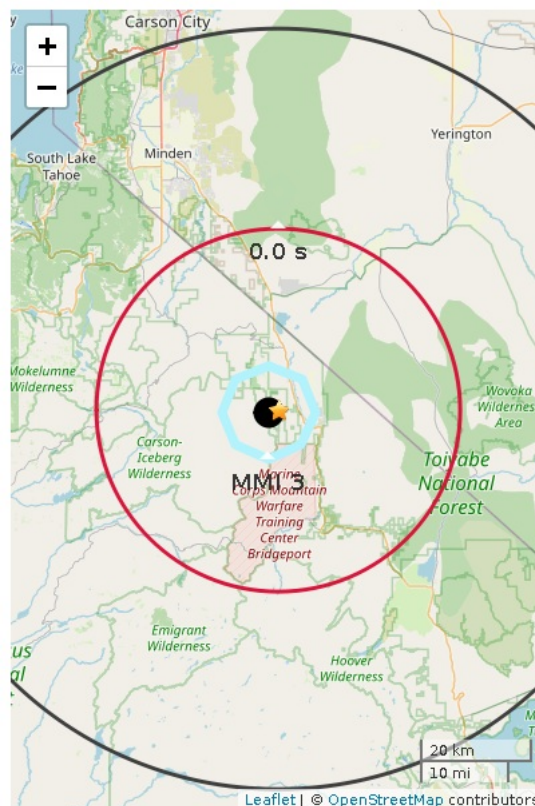 Carson City
+
−
Yerington
Minden
South Lake
Tahoe
0.0 s
Mokelumne
Wilderness
Wovoka
Wilderness
Area
Carson-
Iceberg
Wilderness
Toiyabe
National
Forest
MMI 3
Marine
Corps Mountain
Warfare
Training
Center
Bridgeport
Emigrant
Wilderness
Hoover
Wilderness
20 km
10 mi
Leaflet | © OpenStreetMap contributors